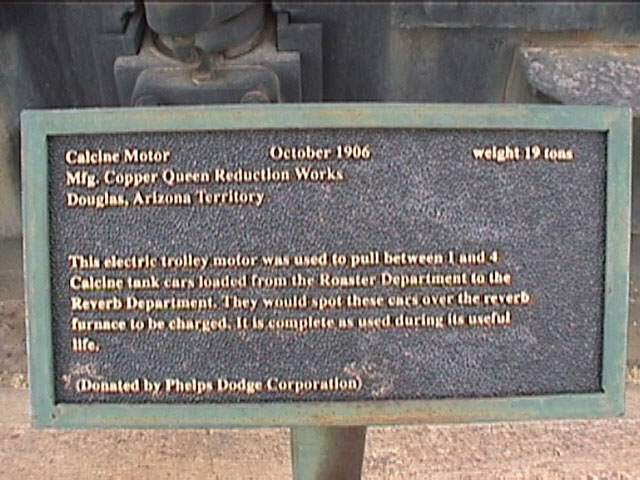 Calcine Motor October 1906 weight 19 tons
Mfg. Copper Queen Reduction Works
Douglas, Arizona Territory
This electric trolley motor was used to pull between 1 and 4
Calcine tank cars loaded from the Roaster Department to the
Reverb Department. They would spot these cars over the reverb
furnace to be charged. It is complete as used during its useful
life.
(Donated by Phelps Dodge Corporation)